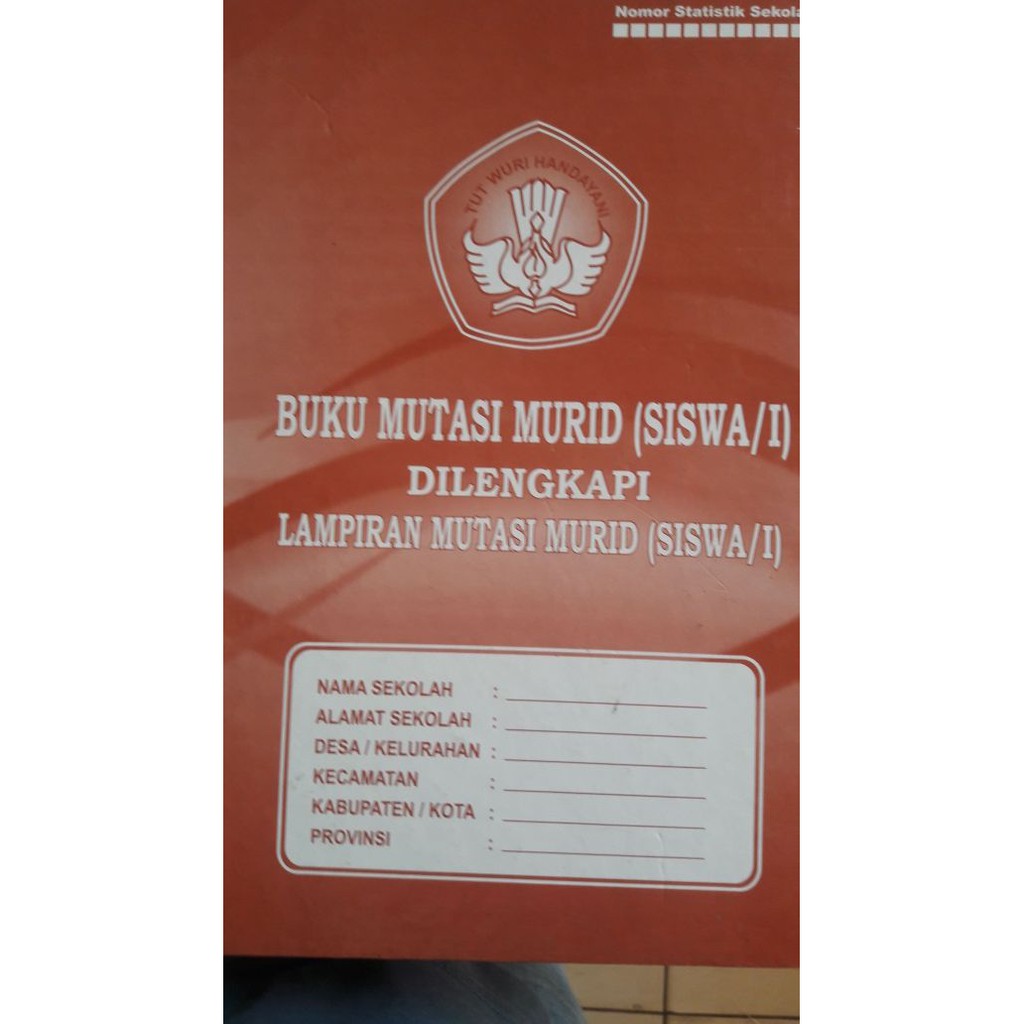 Nomor Statistik Sekola
TUT WURI HANDAYANI
BUKU MUTASI MURID (SISWA/I)
DILENGKAPI
LAMPIRAN MUTASI MURID (SISWA/I)
NAMA SEKOLAH :
ALAMAT SEKOLAH :
DESA / KELURAHAN :
KECAMATAN :
KABUPATEN / KOTA :
PROVINSI :